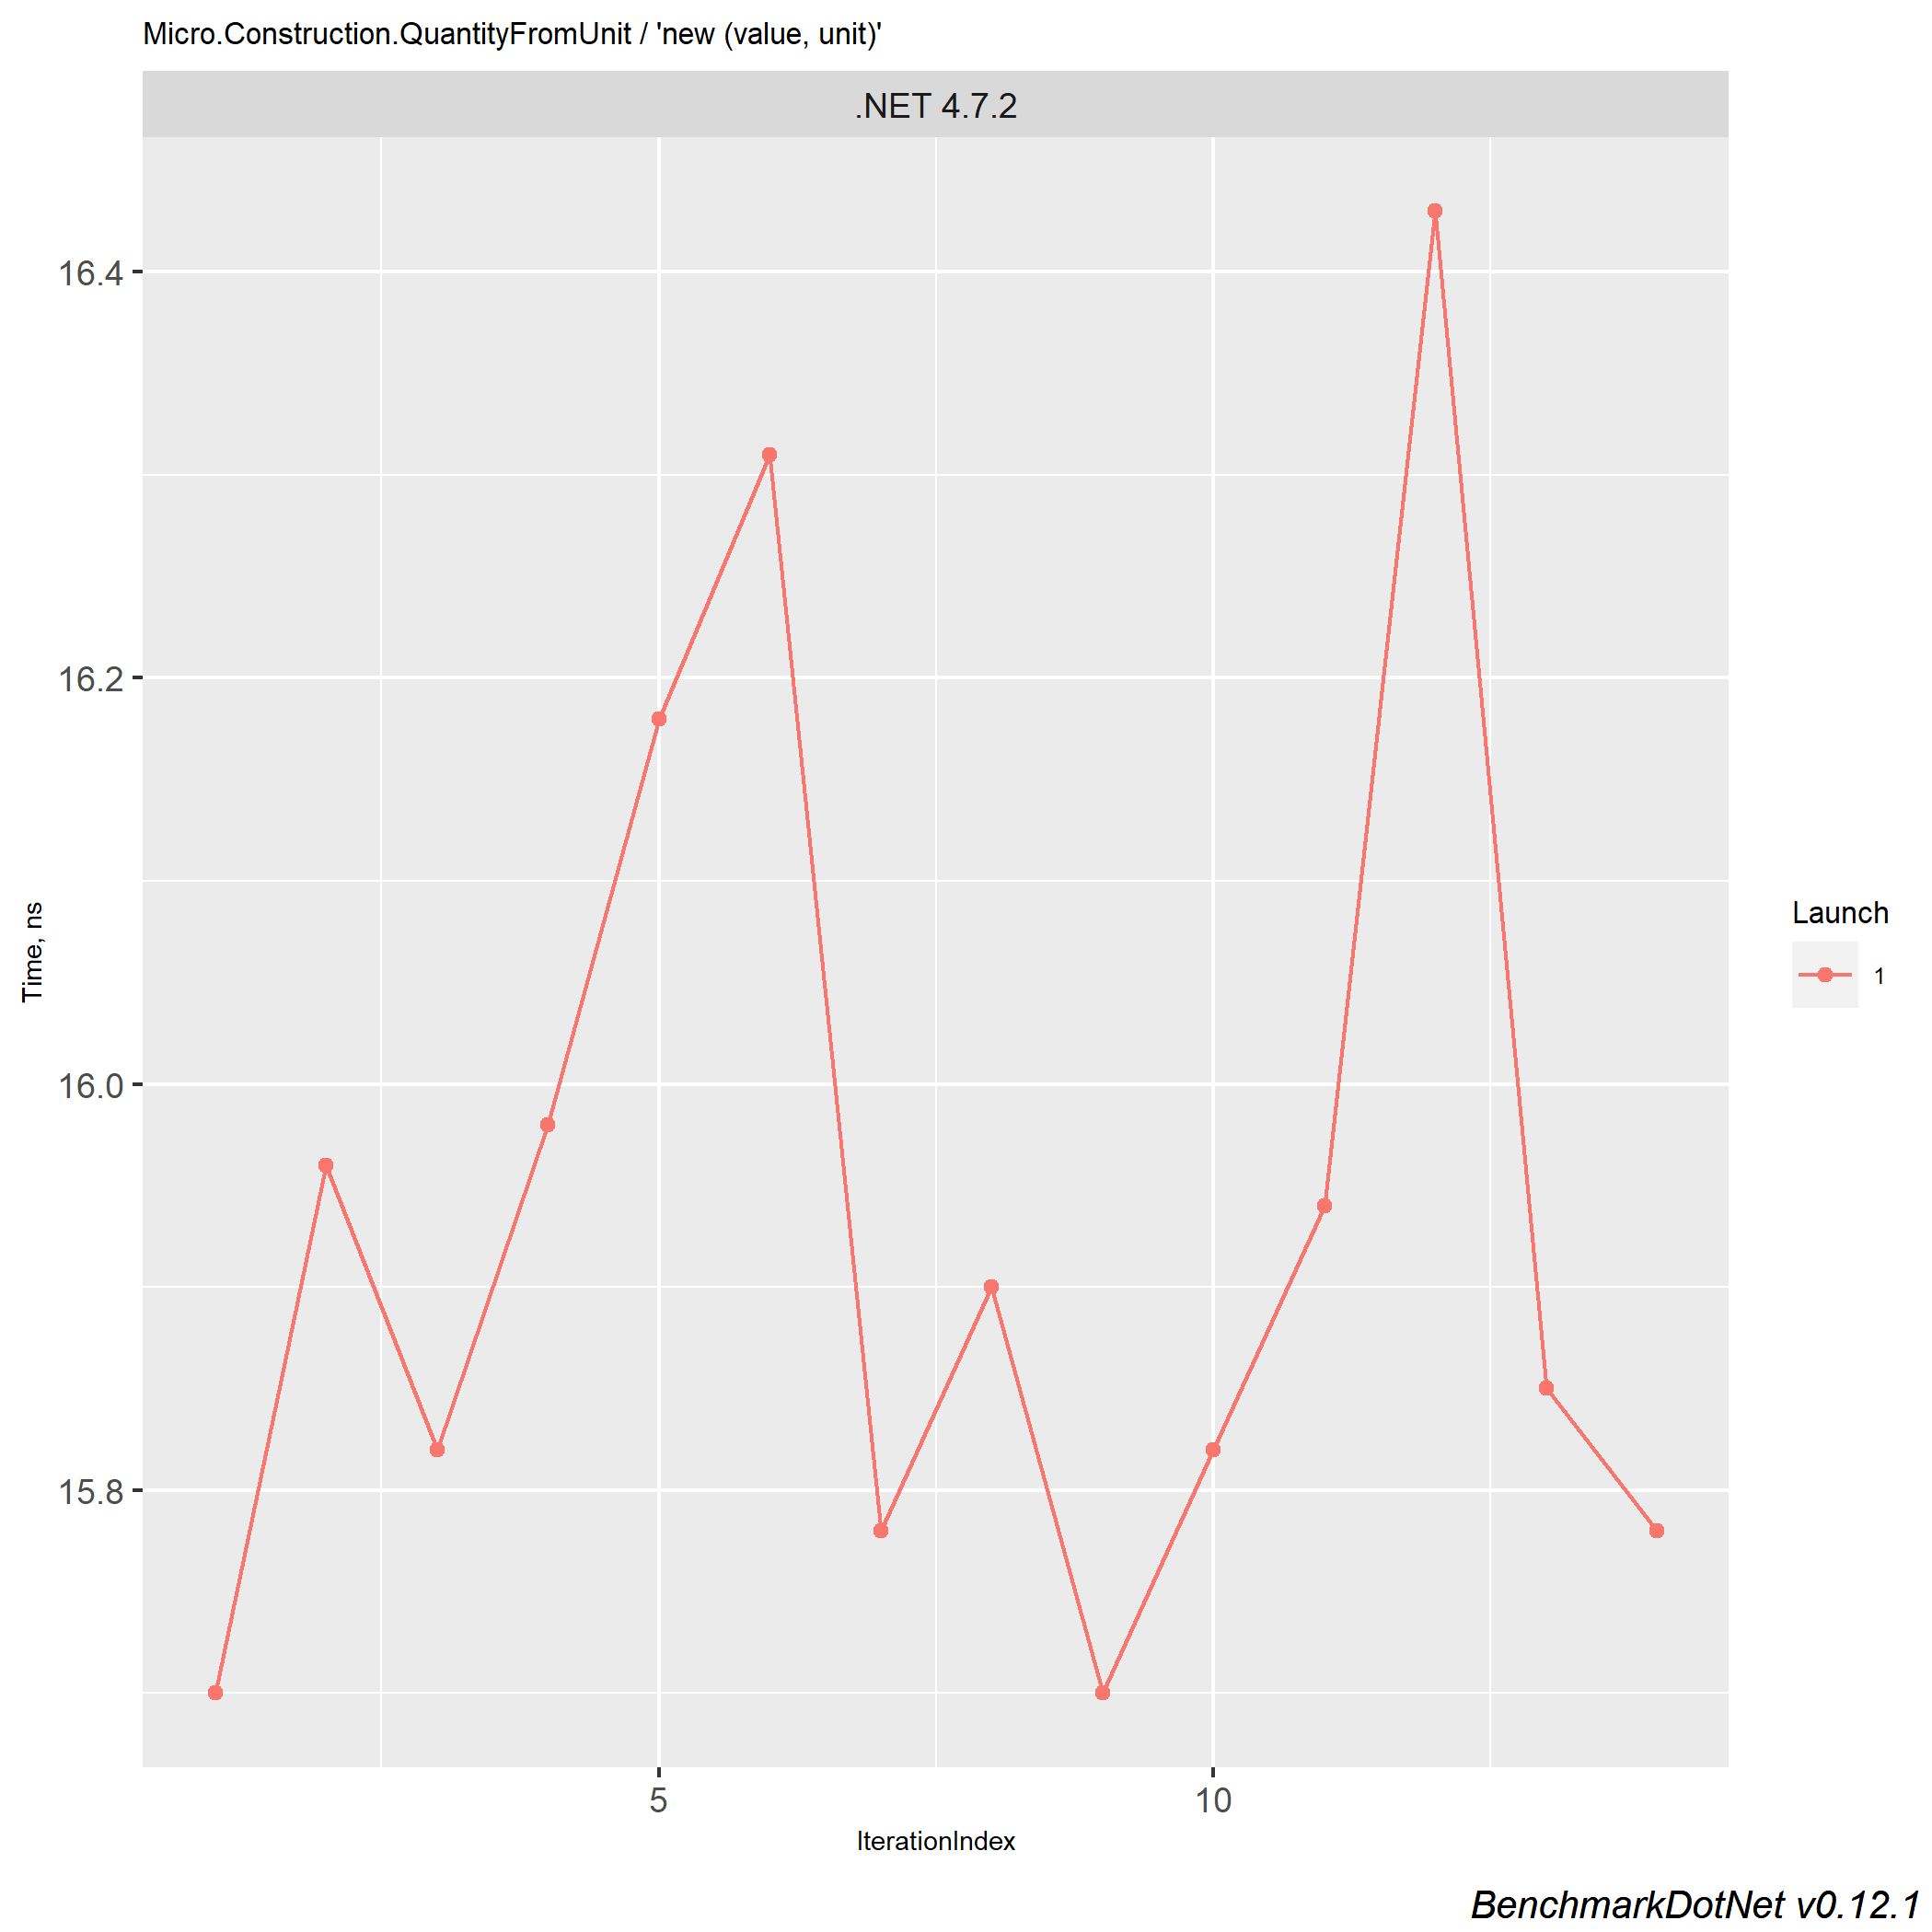 Micro.Construction.QuantityFromUnit / 'new (value, unit)'
.NET 4.7.2
16.4
16.2
16.0
15.8
Time, ns
5
10
IterationIndex
Launch
1
BenchmarkDotNet v0.12.1